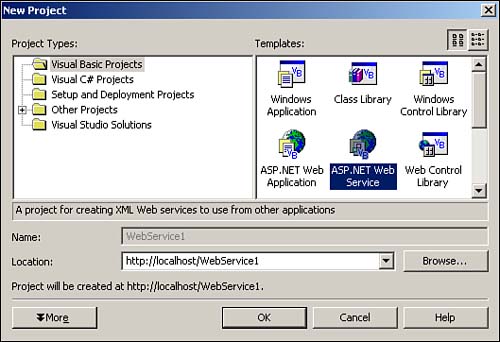 New Project
Project Types:
Templates:
Visual Basic Projects
Visual C# Projects
Setup and Deployment Projects
Other Projects
Visual Studio Solutions
Windows Application
Class Library
Windows Control Library
ASP.NET Web Application
ASP.NET Web Service
Web Control Library
A project for creating XML Web services to use from other applications
Name:
WebService1
Location:
http://localhost/WebService1
Browse...
Project will be created at http://localhost/WebService1.
More
OK
Cancel
Help